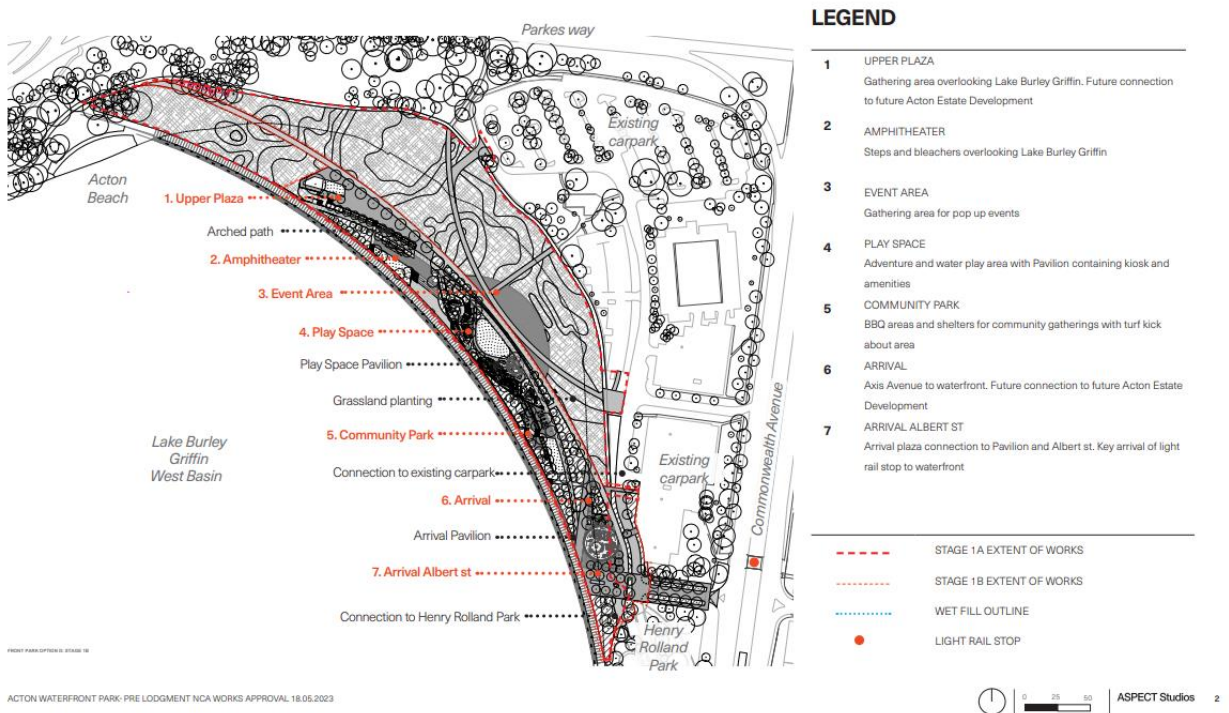 Parkes way
Existing
carpark
Acton
Beach
1. Upper Plaza
Arched path
2. Amphitheater
3. Event Area
4. Play Space
Play Space Pavilion
Grassland planting
5. Community Park
Lake Burley
Griffin
West Basin
Connection to existing carpark
Existing
carpark
6. Arrival
Arrival Pavilion
7. Arrival Albert st
Connection to Henry Rolland Park
Henry
Rolland
Park
Commonwealth Avenue
FRONT PARK OPTION D: STAGE 1B
LEGEND
1 UPPER PLAZA
Gathering area overlooking Lake Burley Griffin. Future connection
to future Acton Estate Development
2 AMPHITHEATER
Steps and bleachers overlooking Lake Burley Griffin
3 EVENT AREA
Gathering area for pop up events
4 PLAY SPACE
Adventure and water play area with Pavilion containing kiosk and
amenities
5 COMMUNITY PARK
BBQ areas and shelters for community gatherings with turf kick
about area
6 ARRIVAL
Axis Avenue to waterfront. Future connection to future Acton Estate
Development
7 ARRIVAL ALBERT ST
Arrival plaza connection to Pavilion and Albert st. Key arrival of light
rail stop to waterfront
STAGE 1A EXTENT OF WORKS
STAGE 1B EXTENT OF WORKS
WET FILL OUTLINE
LIGHT RAIL STOP
ACTON WATERFRONT PARK- PRE LODGMENT NCA WORKS APPROVAL 18.05.2023
0 25 50
ASPECT Studios 2